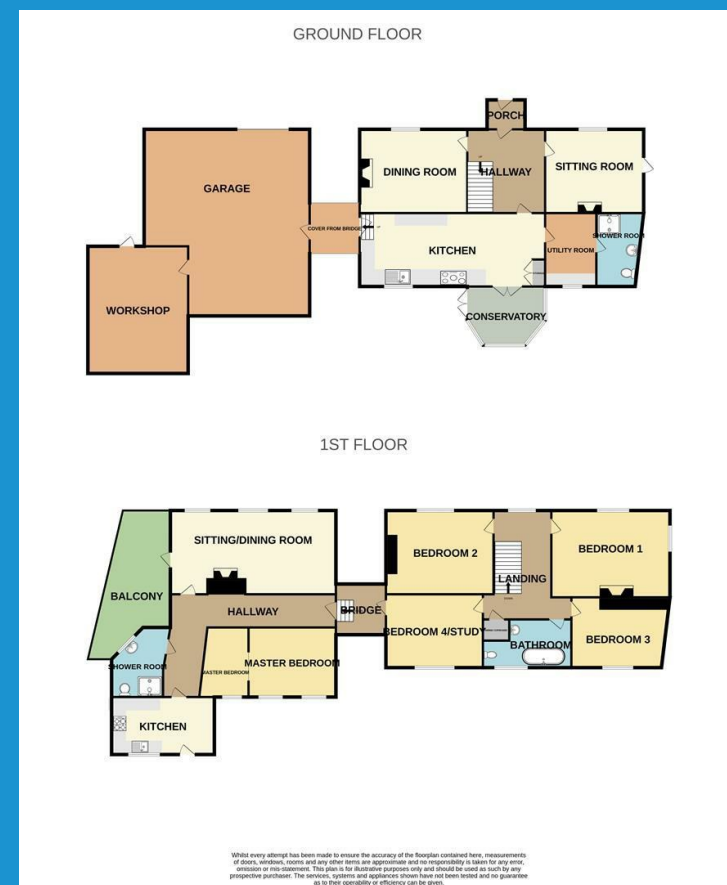 GROUND FLOOR
PORCH
DINING ROOM
HALLWAY
SITTING ROOM
GARAGE
COVER FROM BRIDGE
KITCHEN
UTILITY ROOM
SHOWER ROOM
WORKSHOP
CONSERVATORY
1ST FLOOR
SITTING/DINING ROOM
BEDROOM 2
BEDROOM 1
LANDING
BALCONY
HALLWAY
BRIDGE
BEDROOM 4/STUDY
BEDROOM 3
BATHROOM
SHOWER ROOM
MASTER BEDROOM
MASTER BEDROOM
KITCHEN
Whilst every attempt has been made to ensure the accuracy of the floorplan contained here, measurements
of doors, windows, rooms and any other items are approximate and no responsibility is taken for any error,
omission or mis-statement. This plan is for illustrative purposes only and should be used as such by any
prospective purchaser. The services, systems and appliances shown have not been tested and no guarantee
as to their operability or efficiency can be given.